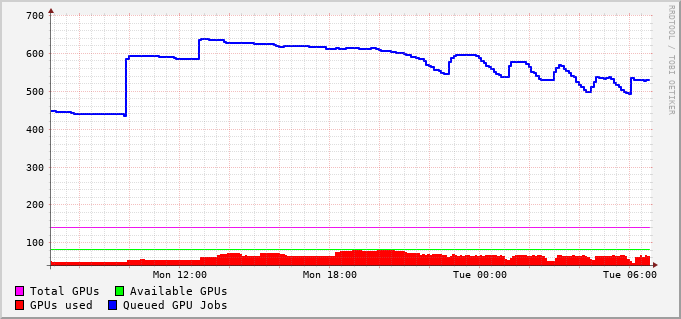 700
600
500
400
300
200
100
Mon 12:00 Mon 18:00 Tue 00:00 Tue 06:00
Total GPUs Available GPUs
GPUs used Queued GPU Jobs
RRDTOOL / TOBI OETIKER